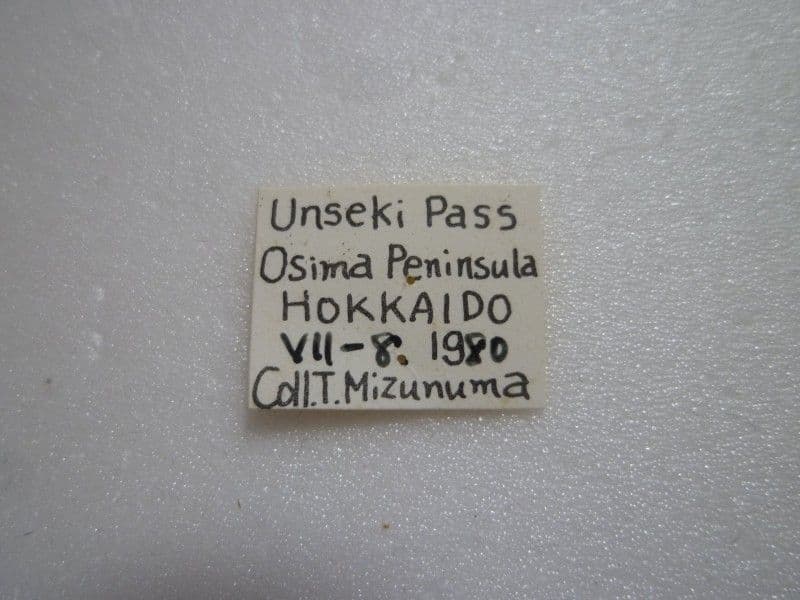 Unseki Pass
Osima Peninsula
HOKKAIDO
VII-8. 1980
Coll.T.Mizunuma